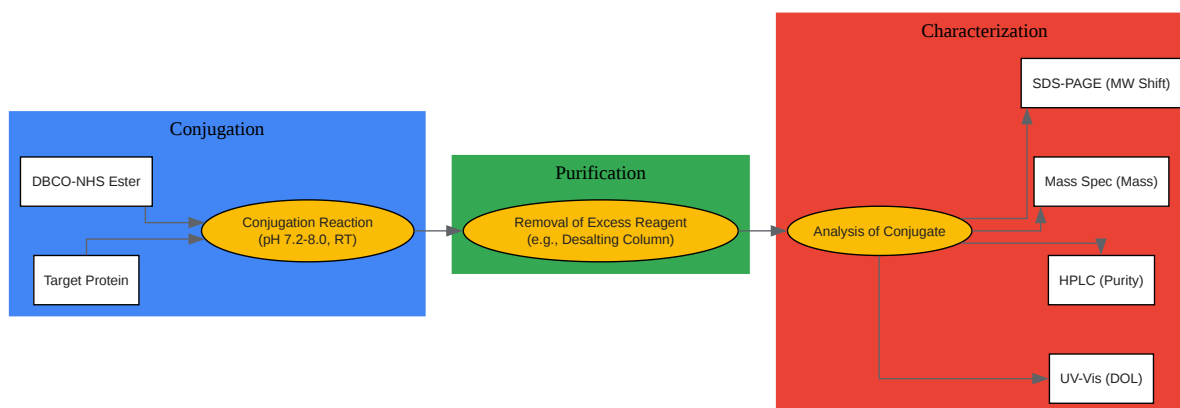 Conjugation
DBCO-NHS Ester
Target Protein
Conjugation Reaction
(pH 7.2-8.0, RT)
Purification
Removal of Excess Reagent
(e.g., Desalting Column)
Characterization
Analysis of Conjugate
SDS-PAGE (MW Shift)
Mass Spec (Mass)
HPLC (Purity)
UV-Vis (DOL)